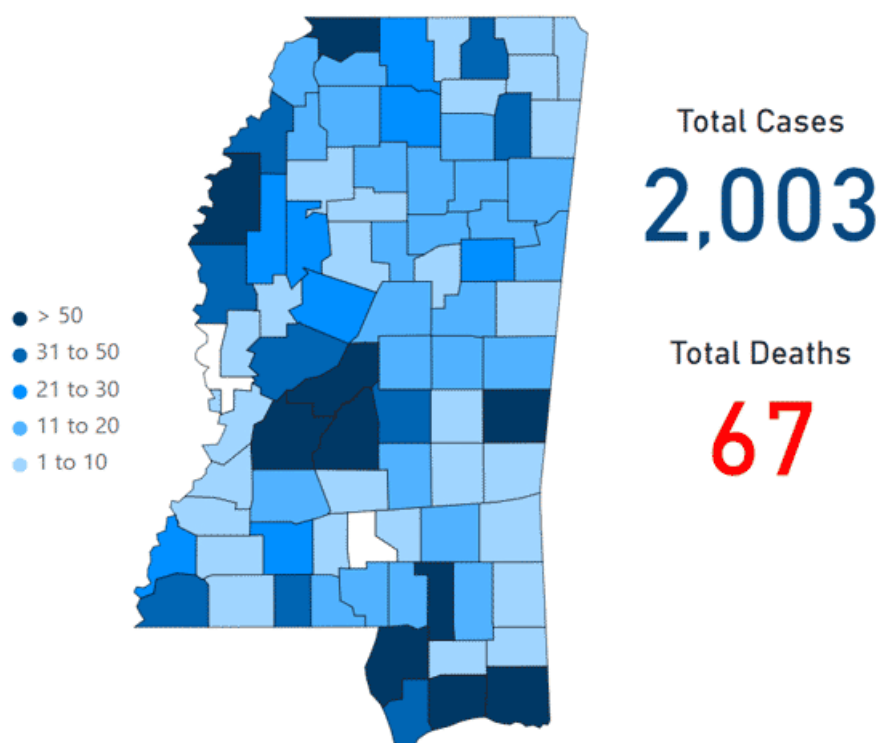 Total Cases
2,003
> 50
31 to 50
21 to 30
11 to 20
1 to 10
Total Deaths
67